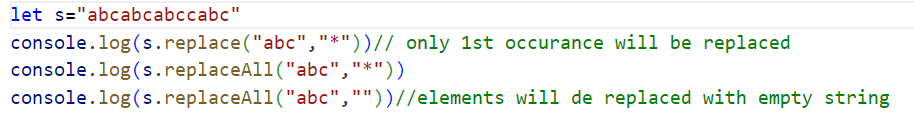 let s="abcabcabccabc"
console.log(s.replace("abc","*"))// only 1st occurance will be replaced
console.log(s.replaceAll("abc","*"))
console.log(s.replaceAll("abc",""))//elements will de replaced with empty string